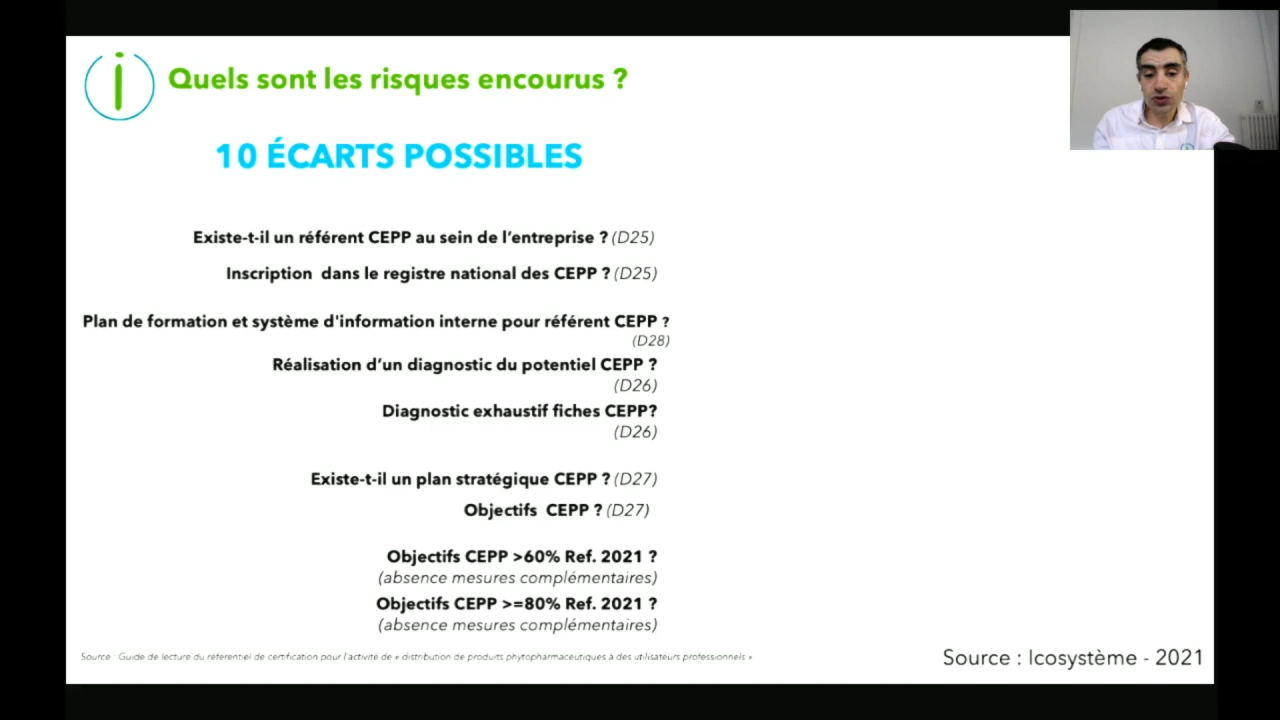 Quels sont les risques encourus ?
10 ÉCARTS POSSIBLES
Existe-t-il un référent CEPP au sein de l'entreprise ? (D25)
Inscription dans le registre national des CEPP ? (D25)
Plan de formation et système d'information interne pour référent CEPP ?
(D28)
Réalisation d'un diagnostic du potentiel CEPP ?
(D26)
Diagnostic exhaustif fiches CEPP?
(D26)
Existe-t-il un plan stratégique CEPP ? (D27)
Objectifs CEPP ? (D27)
Objectifs CEPP >60% Ref. 2021 ?
(absence mesures complémentaires)
Objectifs CEPP >=80% Ref. 2021 ?
(absence mesures complémentaires)
Source : Guide de lecture du référentiel de certification pour l'activité de « distribution de produits phytopharmaceutiques à des utilisateurs professionnels »
Source : Icosystème - 2021